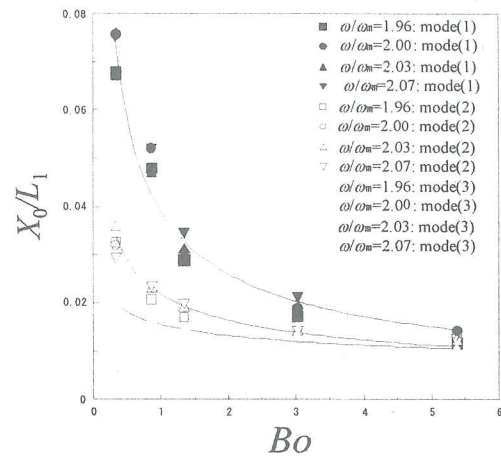 0.08
0.06
0.04
0.02
0
0
1
2
3
4
5
6
X₀/L₁
Bo
ω/ωm=1.96: mode(1)
ω/ωm=2.00: mode(1)
ω/ωm=2.03: mode(1)
ω/ωm=2.07: mode(1)
ω/ωm=1.96: mode(2)
ω/ωm=2.00: mode(2)
ω/ωm=2.03: mode(2)
ω/ωm=2.07: mode(2)
ω/ωm=1.96: mode(3)
ω/ωm=2.00: mode(3)
ω/ωm=2.03: mode(3)
ω/ωm=2.07: mode(3)